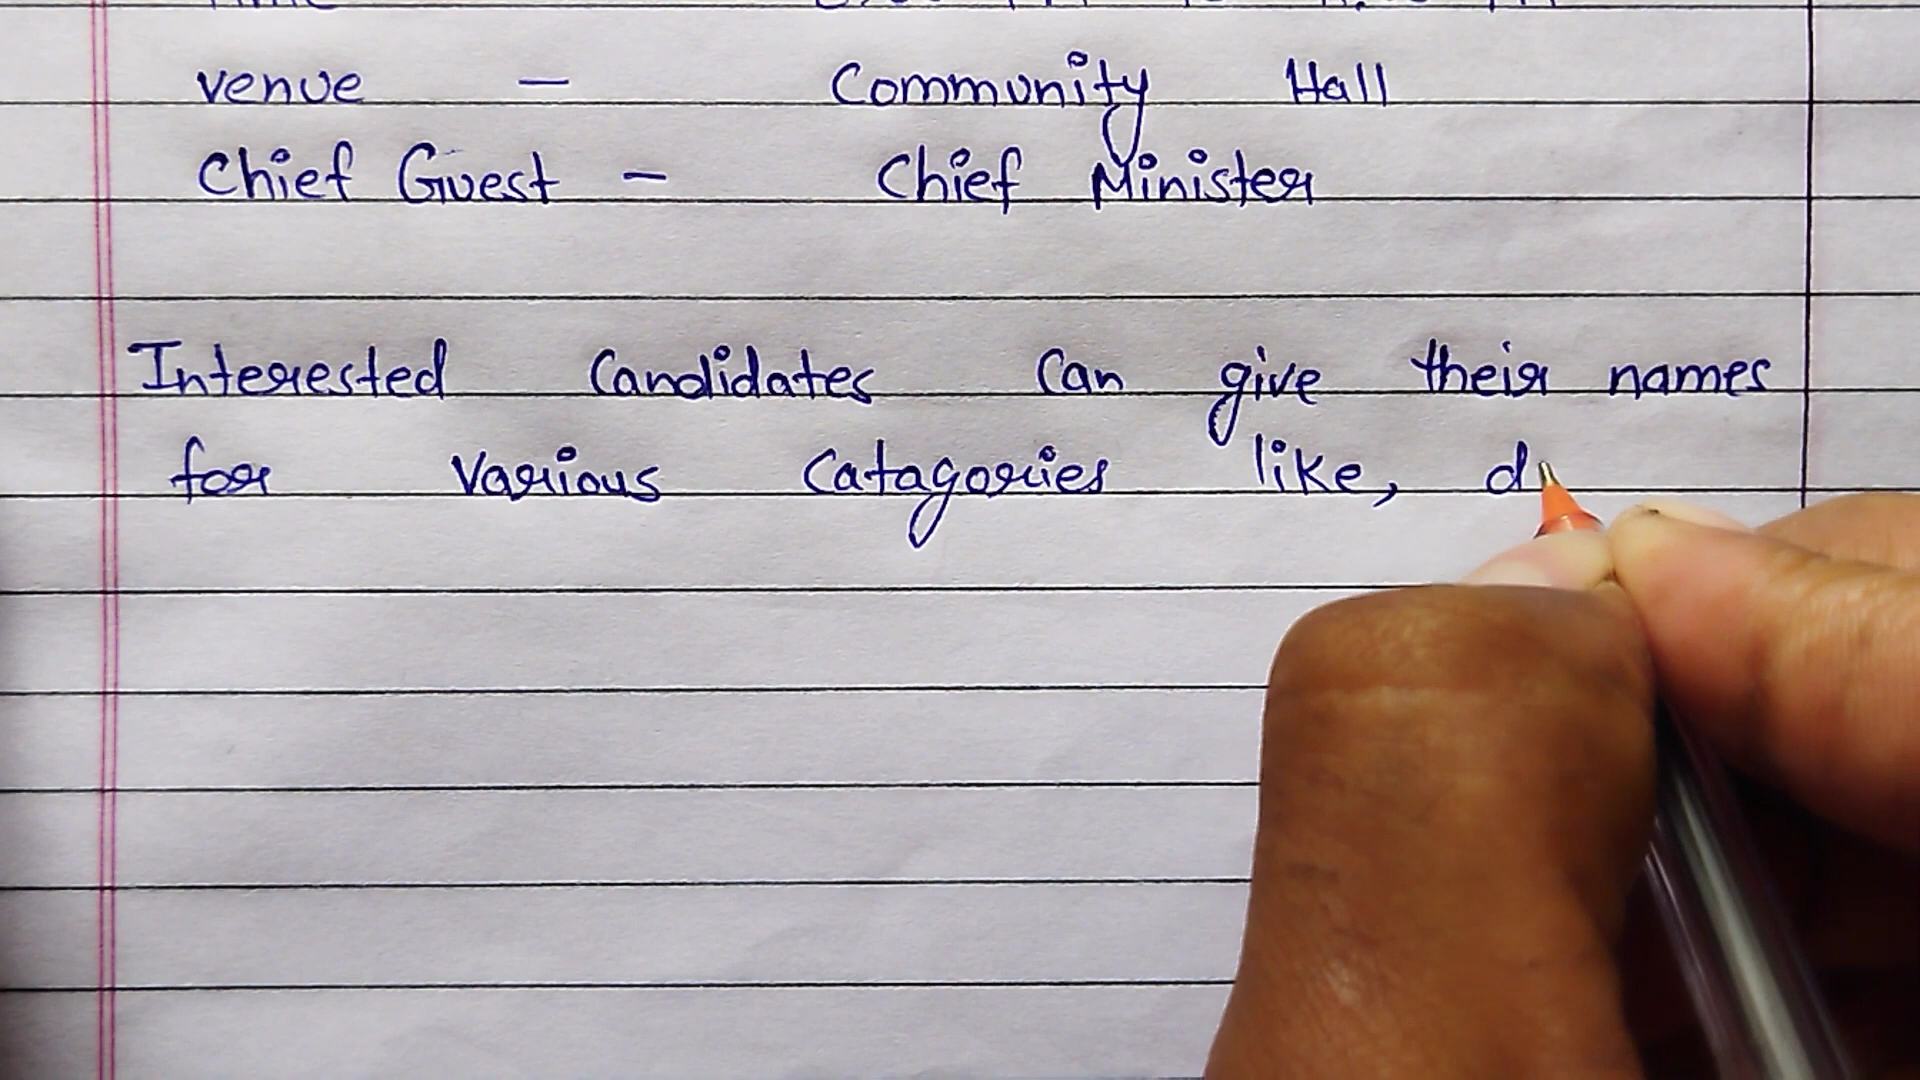 venue - Community Hall
Chief Guest - Chief Minister
Interested Candidates Can give their names
for Various Catagories like, d